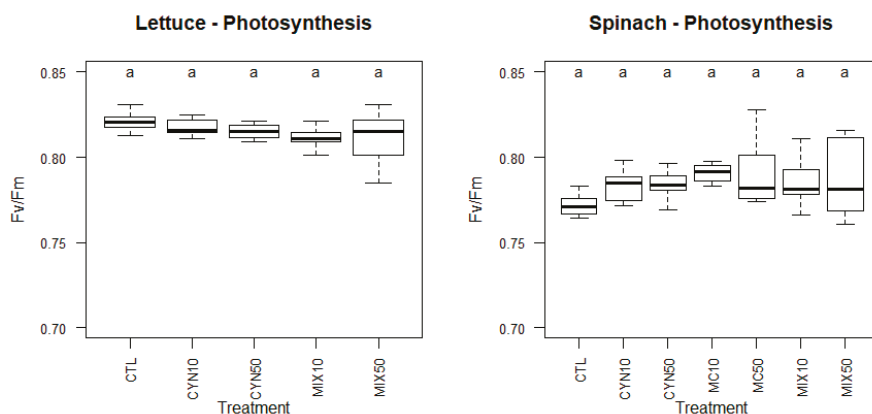 Lettuce - Photosynthesis
a a a a a
0.85
0.80
0.75
0.70
Fv/Fm
CTL
CYN10
CYN50
MIX10
MIX50
Treatment
Spinach - Photosynthesis
a a a a a a a
0.85
0.80
0.75
0.70
Fv/Fm
CTL
CYN10
CYN50
MC10
MC50
MIX10
MIX50
Treatment